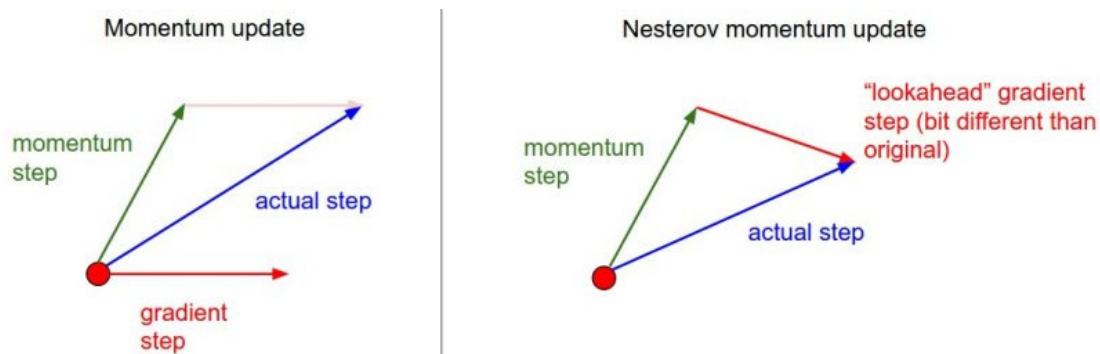 Momentum update
momentum
step
actual step
gradient
step
Nesterov momentum update
“lookahead” gradient
step (bit different than
original)
momentum
step
actual step